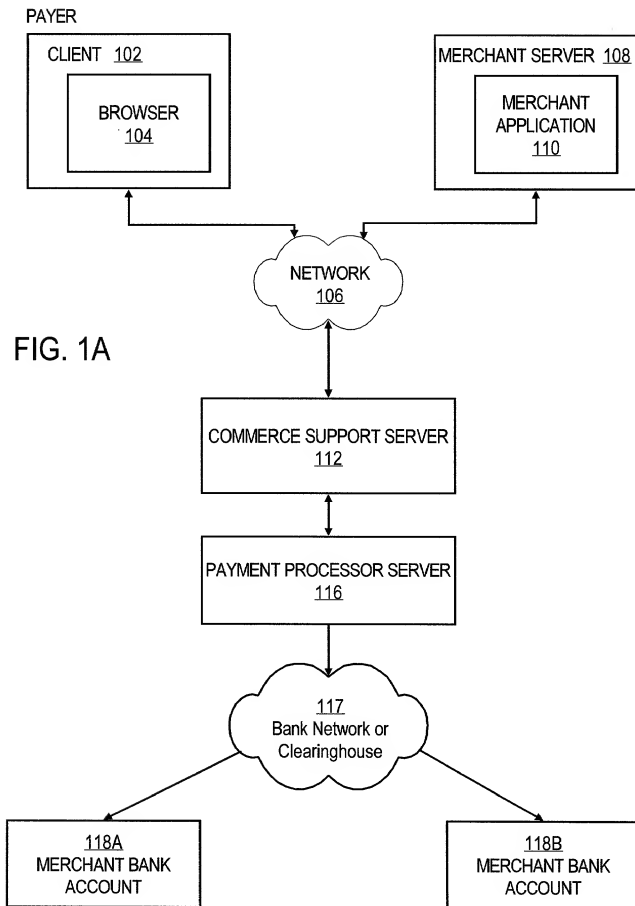 PAYER
CLIENT 102
BROWSER
104
MERCHANT SERVER 108
MERCHANT
APPLICATION
110
NETWORK
106
FIG. 1A
COMMERCE SUPPORT SERVER
112
PAYMENT PROCESSOR SERVER
116
117
Bank Network or
Clearinghouse
118A
MERCHANT BANK
ACCOUNT
118B
MERCHANT BANK
ACCOUNT